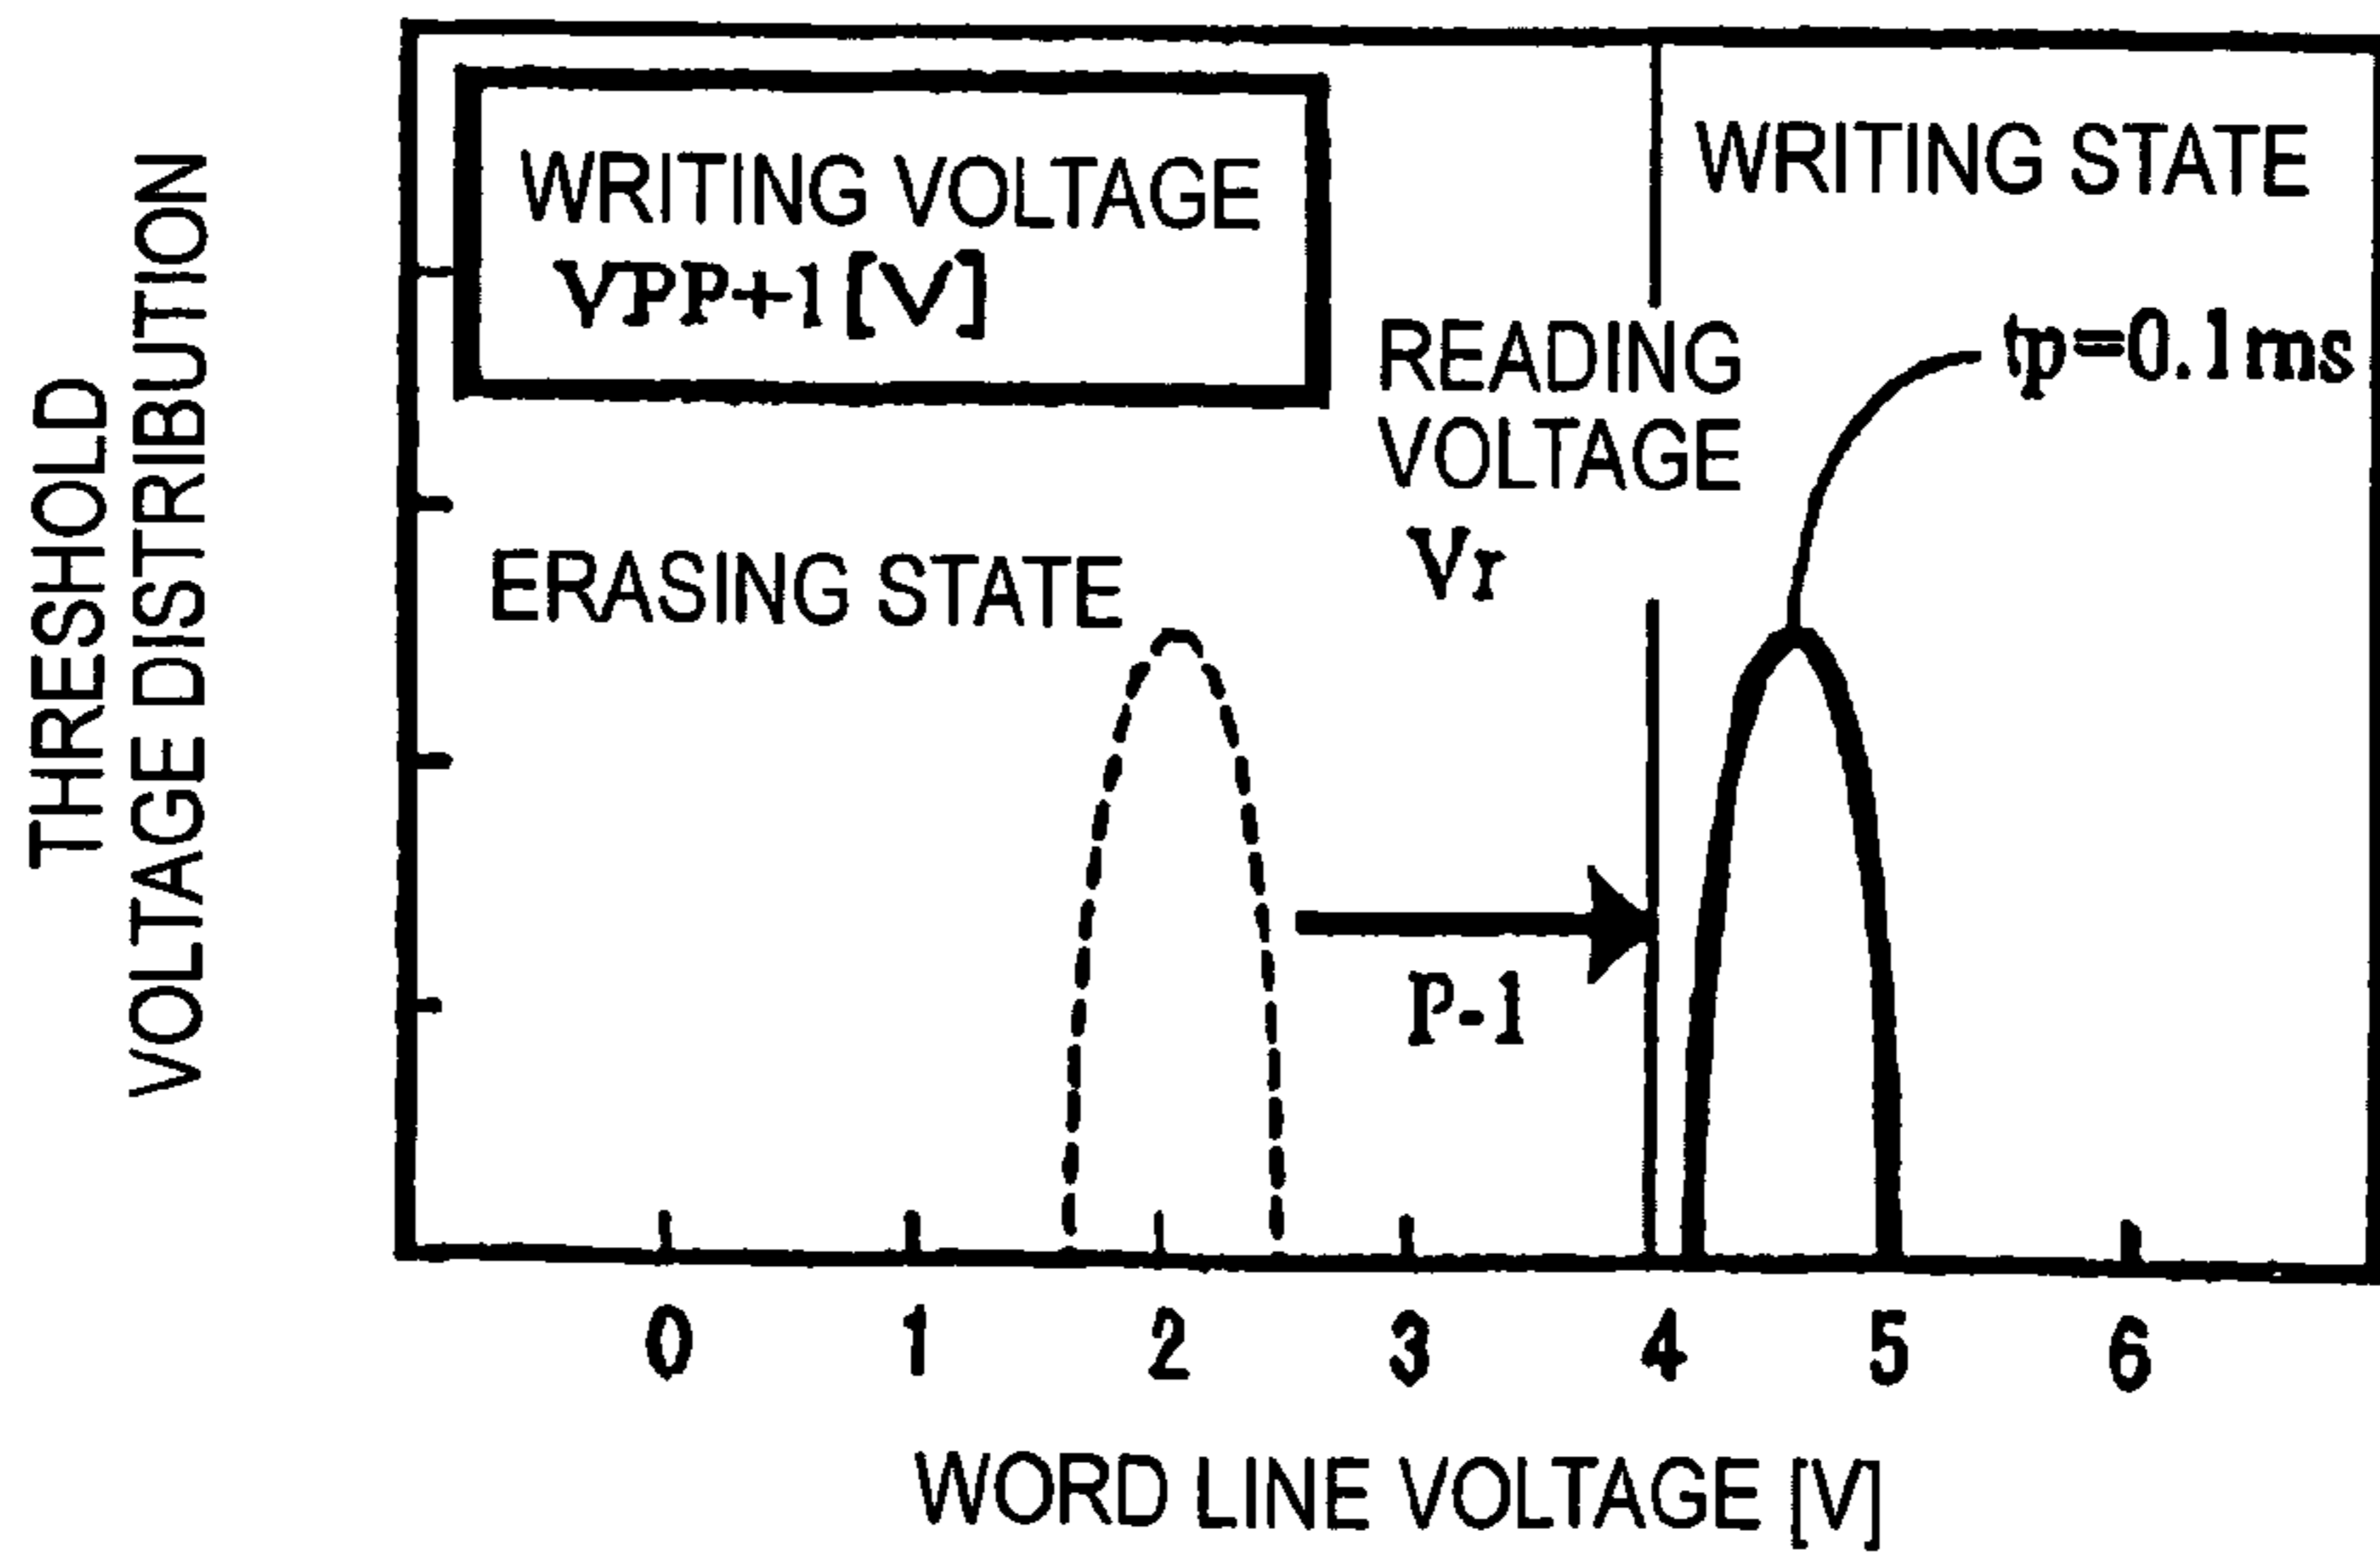 THRESHOLD
VOLTAGE DISTRIBUTION
WRITING VOLTAGE
VPP+1[V]
WRITING STATE
READING
VOLTAGE
Vr
tp=0.1ms
ERASING STATE
P-1
0 1 2 3 4 5 6
WORD LINE VOLTAGE [V]